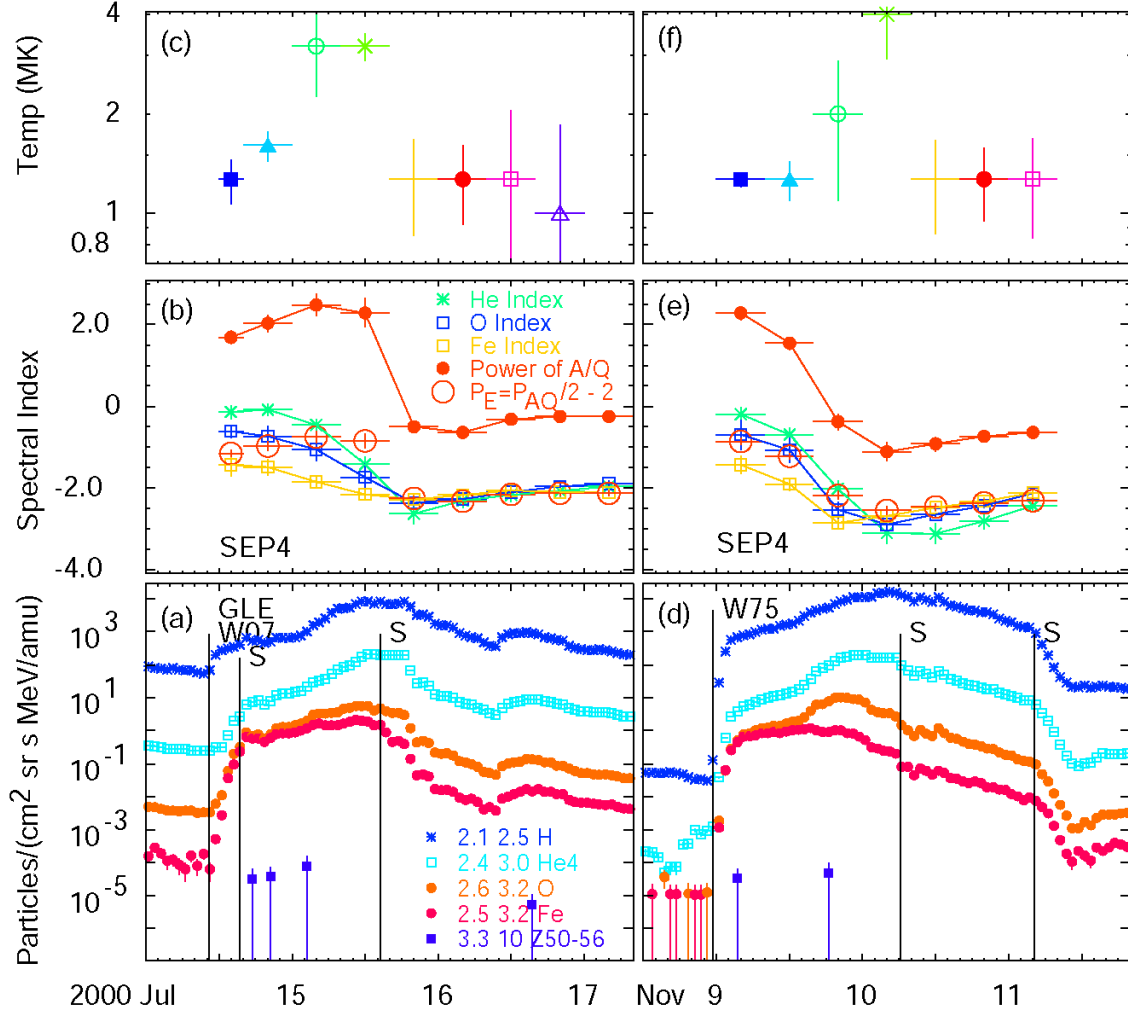 4
(c)
(f)
Temp (MK)
2
1
0.8
(b)
He Index
(e)
2.0
O Index
Fe Index
Power of A/Q
0
P_E=P_AQ/2 - 2
Spectral Index
-2.0
SEP4
SEP4
-4.0
(a)
GLE
W07
S
S
(d)
W75
S
S
10^3
10^1
10^-1
10^-3
10^-5
Particles/(cm^2 sr s MeV/amu)
2.1 2.5 H
2.4 3.0 He4
2.6 3.2 O
2.5 3.2 Fe
3.3 10 Z50-56
2000 Jul 15 16 17 Nov 9 10 11